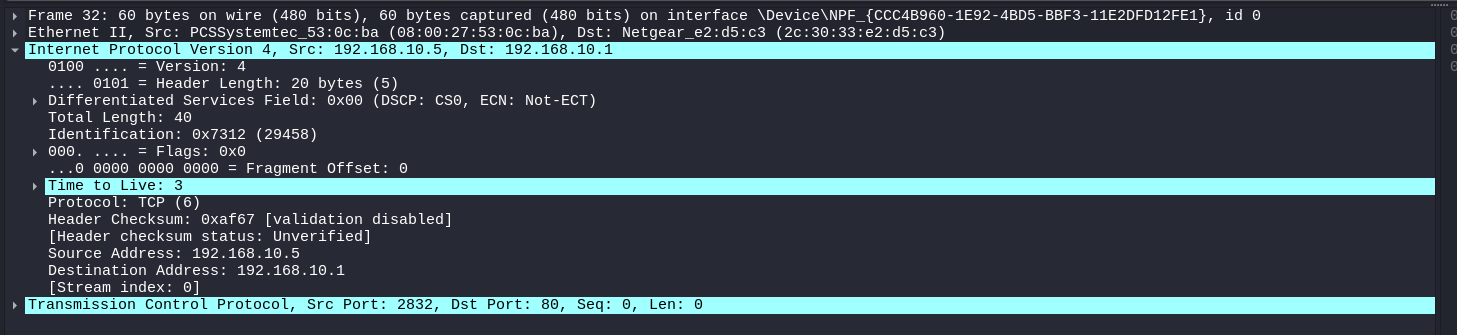 Frame 32: 60 bytes on wire (480 bits), 60 bytes captured (480 bits) on interface \Device\NPF_{CCC4B960-1E92-4BD5-BBF3-11E2DFD12FE1}, id 0
Ethernet II, Src: PCSSystemtec_53:0c:ba (08:00:27:53:0c:ba), Dst: Netgear_e2:d5:c3 (2c:30:33:e2:d5:c3)
Internet Protocol Version 4, Src: 192.168.10.5, Dst: 192.168.10.1
0100 .... = Version: 4
.... 0101 = Header Length: 20 bytes (5)
Differentiated Services Field: 0x00 (DSCP: CS0, ECN: Not-ECT)
Total Length: 40
Identification: 0x7312 (29458)
000. .... = Flags: 0x0
...0 0000 0000 0000 = Fragment Offset: 0
Time to Live: 3
Protocol: TCP (6)
Header Checksum: 0xaf67 [validation disabled]
[Header checksum status: Unverified]
Source Address: 192.168.10.5
Destination Address: 192.168.10.1
[Stream index: 0]
Transmission Control Protocol, Src Port: 2832, Dst Port: 80, Seq: 0, Len: 0